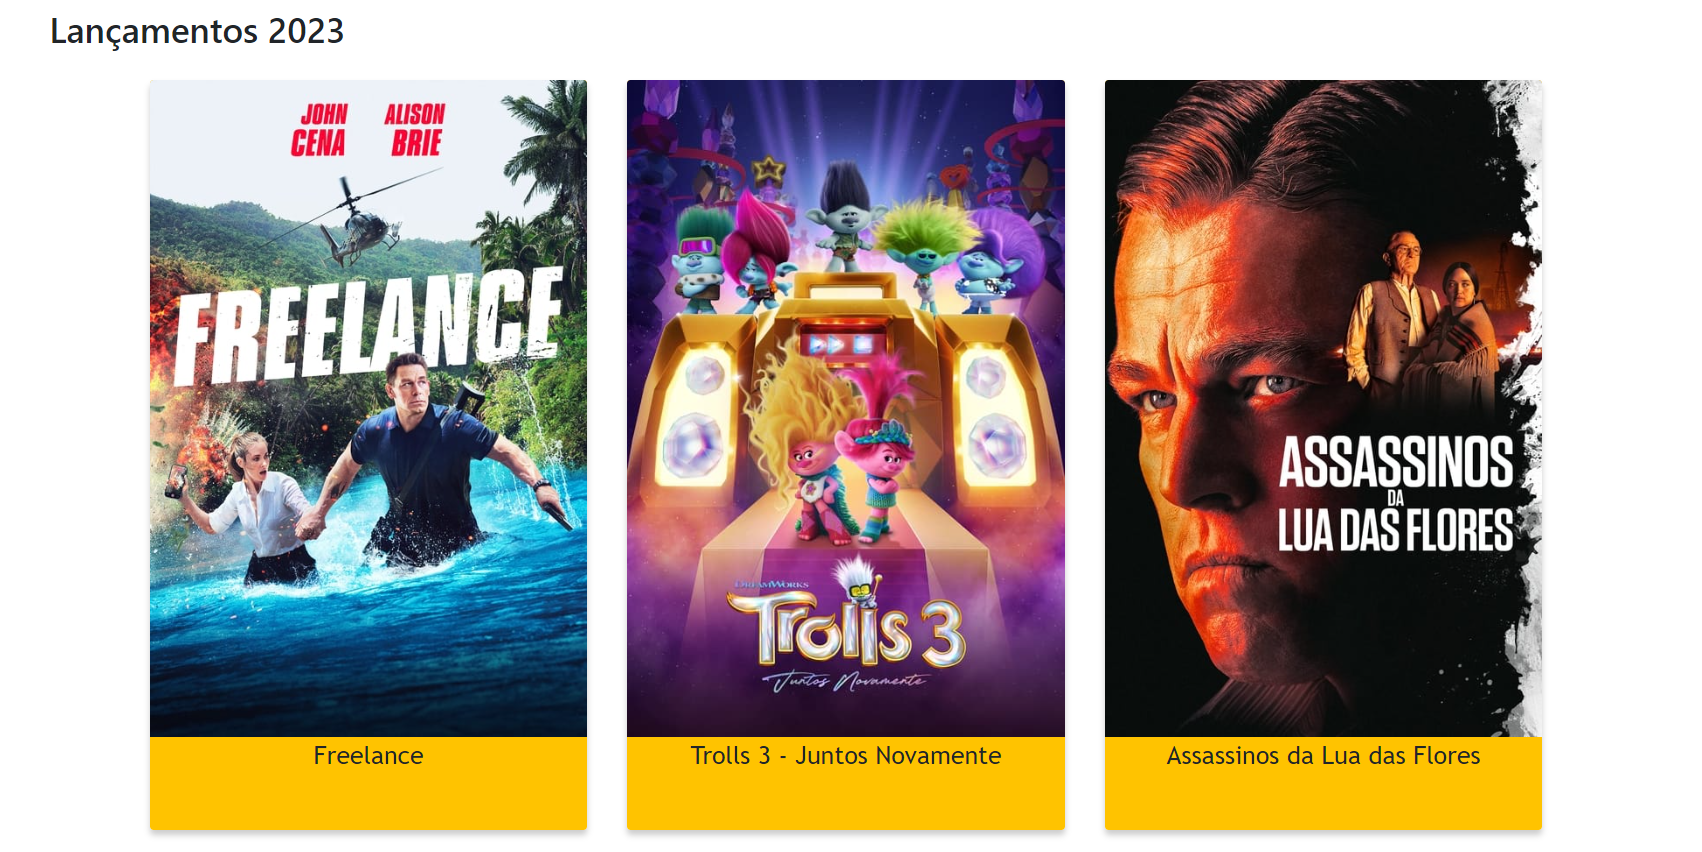 Lançamentos 2023
JOHN CENA
ALISON BRIE
FREELANCE
Freelance
DREAMWORKS
Trolls 3
Juntos Novamente
Trolls 3 - Juntos Novamente
ASSASSINOS
DA
LUA DAS FLORES
Assassinos da Lua das Flores